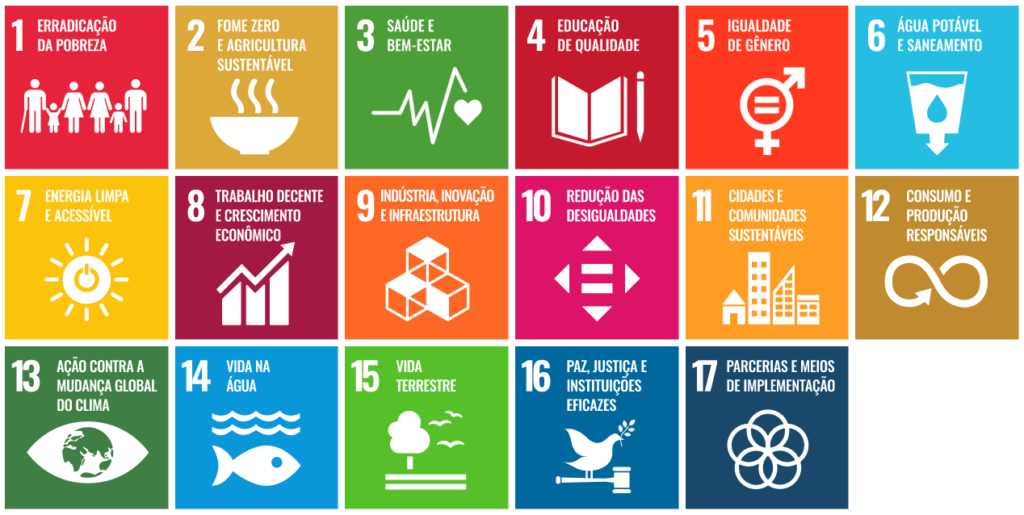 1 ERRADICAÇÃO
DA POBREZA
2 FOME ZERO
E AGRICULTURA
SUSTENTÁVEL
3 SAÚDE E
BEM-ESTAR
4 EDUCAÇÃO
DE QUALIDADE
5 IGUALDADE
DE GÊNERO
6 ÁGUA POTÁVEL
E SANEAMENTO
7 ENERGIA LIMPA
E ACESSÍVEL
8 TRABALHO DECENTE
E CRESCIMENTO
ECONÔMICO
9 INDÚSTRIA, INOVAÇÃO
E INFRAESTRUTURA
10 REDUÇÃO DAS
DESIGUALDADES
11 CIDADES E
COMUNIDADES
SUSTENTÁVEIS
12 CONSUMO E
PRODUÇÃO
RESPONSÁVEIS
13 AÇÃO CONTRA A
MUDANÇA GLOBAL
DO CLIMA
14 VIDA NA
ÁGUA
15 VIDA
TERRESTRE
16 PAZ, JUSTIÇA E
INSTITUIÇÕES
EFICAZES
17 PARCERIAS E MEIOS
DE IMPLEMENTAÇÃO